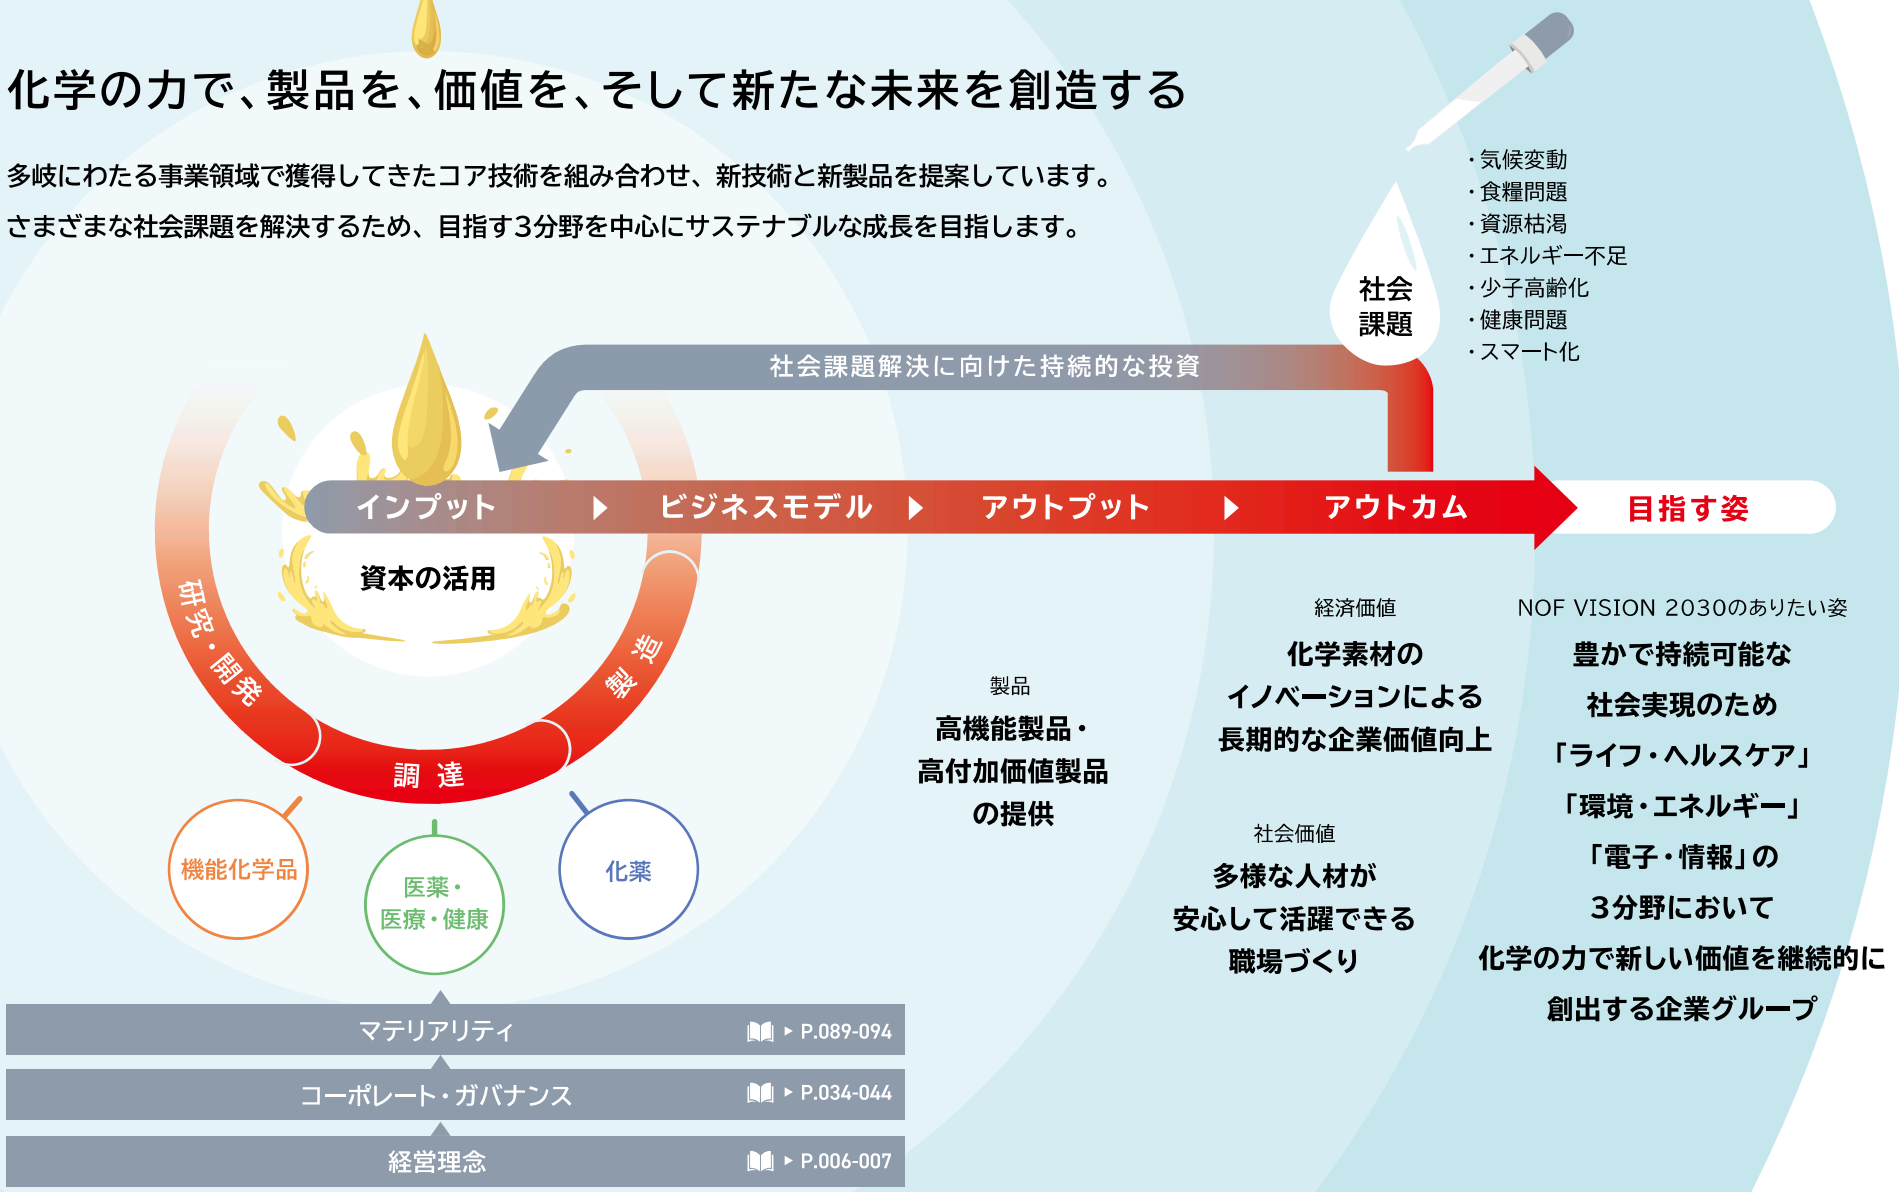 化学の力で、製品を、価値を、そして新たな未来を創造する
多岐にわたる事業領域で獲得してきたコア技術を組み合わせ、新技術と新製品を提案しています。
さまざまな社会課題を解決するため、目指す3分野を中心にサステナブルな成長を目指します。
社会
課題
・気候変動
・食糧問題
・資源枯渇
・エネルギー不足
・少子高齢化
・健康問題
・スマート化
社会課題解決に向けた持続的な投資
インプット
ビジネスモデル
アウトプット
アウトカム
目指す姿
資本の活用
研究・開発
調達
製造
機能化学品
医薬・
医療・健康
化薬
製品
高機能製品・
高付加価値製品
の提供
経済価値
化学素材の
イノベーションによる
長期的な企業価値向上
社会価値
多様な人材が
安心して活躍できる
職場づくり
NOF VISION 2030のありたい姿
豊かで持続可能な
社会実現のため
「ライフ・ヘルスケア」
「環境・エネルギー」
「電子・情報」の
3分野において
化学の力で新しい価値を継続的に
創出する企業グループ
マテリアリティ P.089-094
コーポレート・ガバナンス P.034-044
経営理念 P.006-007